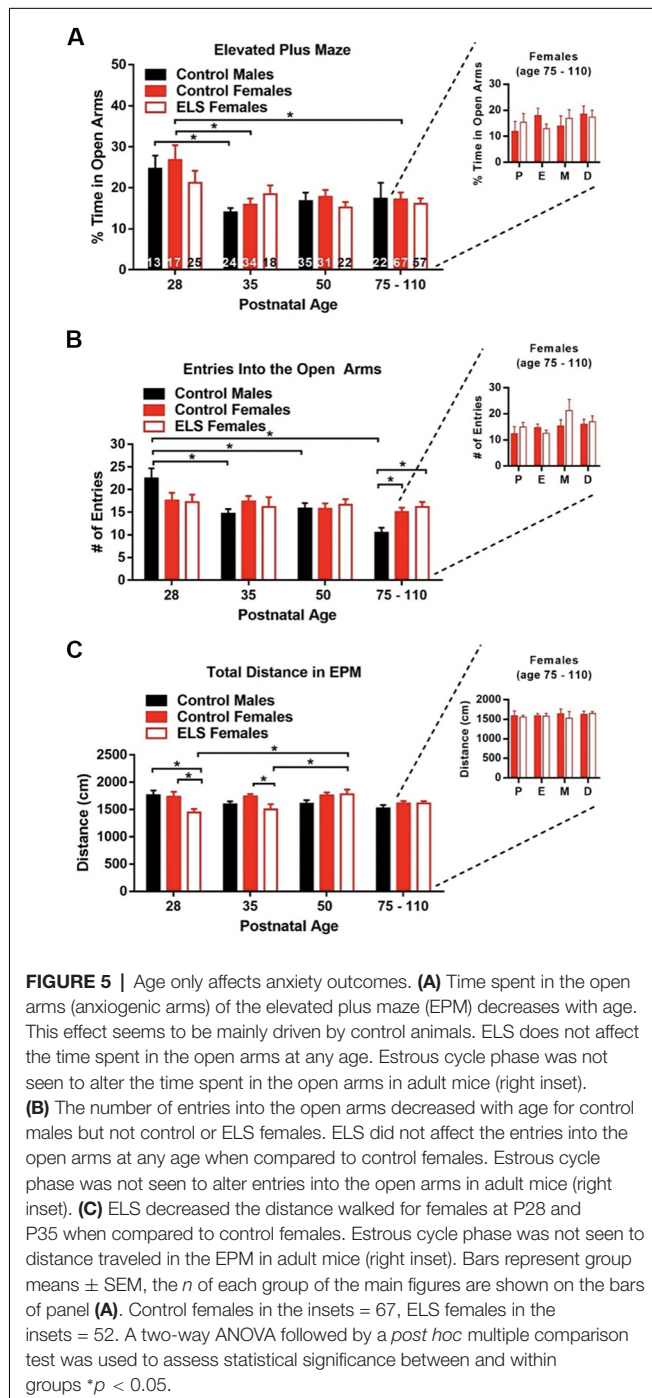 A
Elevated Plus Maze
Control Males
Control Females
ELS Females
% Time in Open Arms
50
40
30
20
10
0
*
*
*
13 17 25 24 34 18 35 31 22 22 67 57
28 35 50 75 - 110
Postnatal Age
Females
(age 75 - 110)
% Time in Open Arms
30
20
10
0
P E M D
B
Entries Into the Open Arms
Control Males
Control Females
ELS Females
# of Entries
30
25
20
15
10
5
0
*
*
*
*
*
28 35 50 75 - 110
Postnatal Age
Females
(age 75 - 110)
# of Entries
30
20
10
0
P E M D
C
Total Distance in EPM
Control Males
Control Females
ELS Females
Distance (cm)
2500
2000
1500
1000
500
0
*
*
*
*
*
28 35 50 75 - 110
Postnatal Age
Females
(age 75 - 110)
Distance (cm)
2000
1500
1000
500
0
P E M D
FIGURE 5 | Age only affects anxiety outcomes. (A) Time spent in the open
arms (anxiogenic arms) of the elevated plus maze (EPM) decreases with age.
This effect seems to be mainly driven by control animals. ELS does not affect
the time spent in the open arms at any age. Estrous cycle phase was not
seen to alter the time spent in the open arms in adult mice (right inset).
(B) The number of entries into the open arms decreased with age for control
males but not control or ELS females. ELS did not affect the entries into the
open arms at any age when compared to control females. Estrous cycle
phase was not seen to alter entries into the open arms in adult mice (right
inset). (C) ELS decreased the distance walked for females at P28 and
P35 when compared to control females. Estrous cycle phase was not seen to
distance traveled in the EPM in adult mice (right inset). Bars represent group
means ± SEM, the n of each group of the main figures are shown on the bars
of panel (A). Control females in the insets = 67, ELS females in the
insets = 52. A two-way ANOVA followed by a post hoc multiple comparison
test was used to assess statistical significance between and within
groups *p < 0.05.